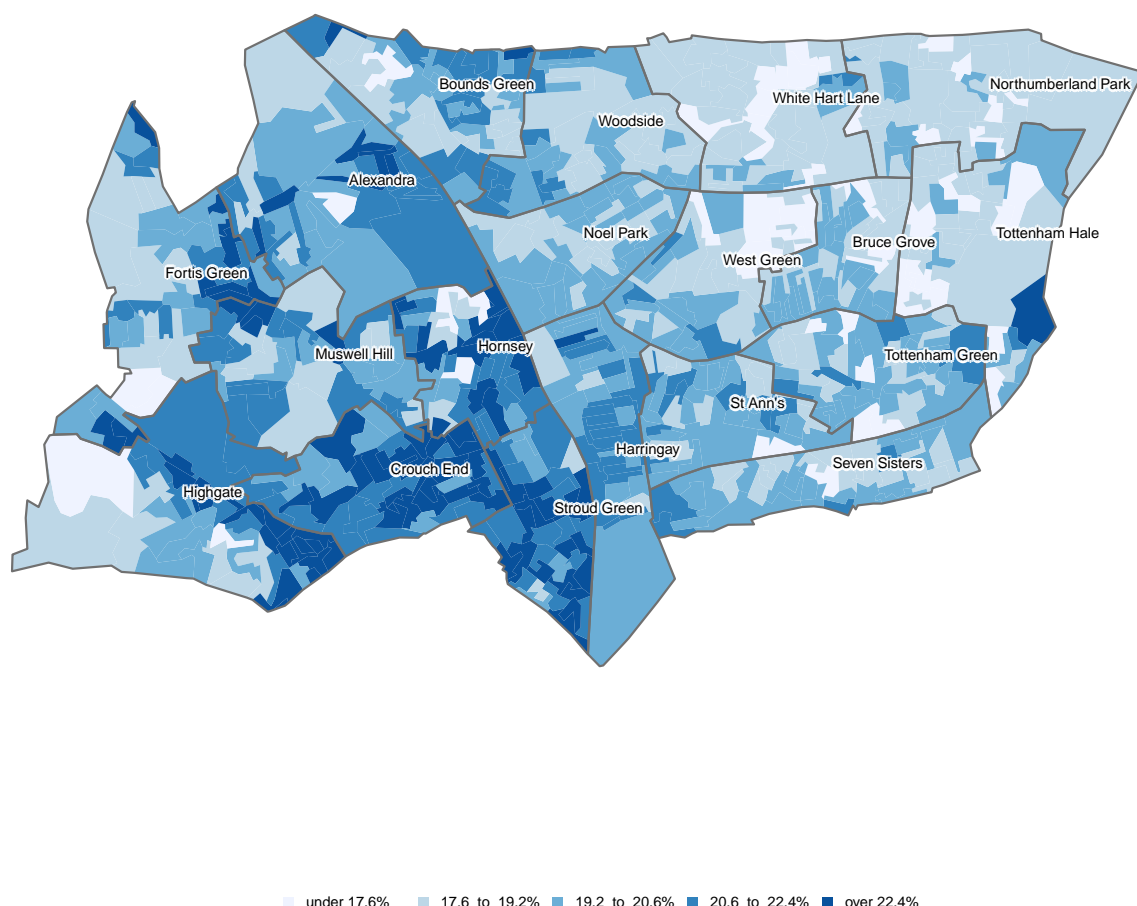 Bounds Green
Northumberland Park
White Hart Lane
Woodside
Alexandra
Noel Park
Tottenham Hale
Bruce Grove
West Green
Fortis Green
Hornsey
Muswell Hill
Tottenham Green
St Ann's
Harringay
Seven Sisters
Crouch End
Highgate
Stroud Green
under 17.6% 17.6 to 19.2% 19.2 to 20.6% 20.6 to 22.4% over 22.4%